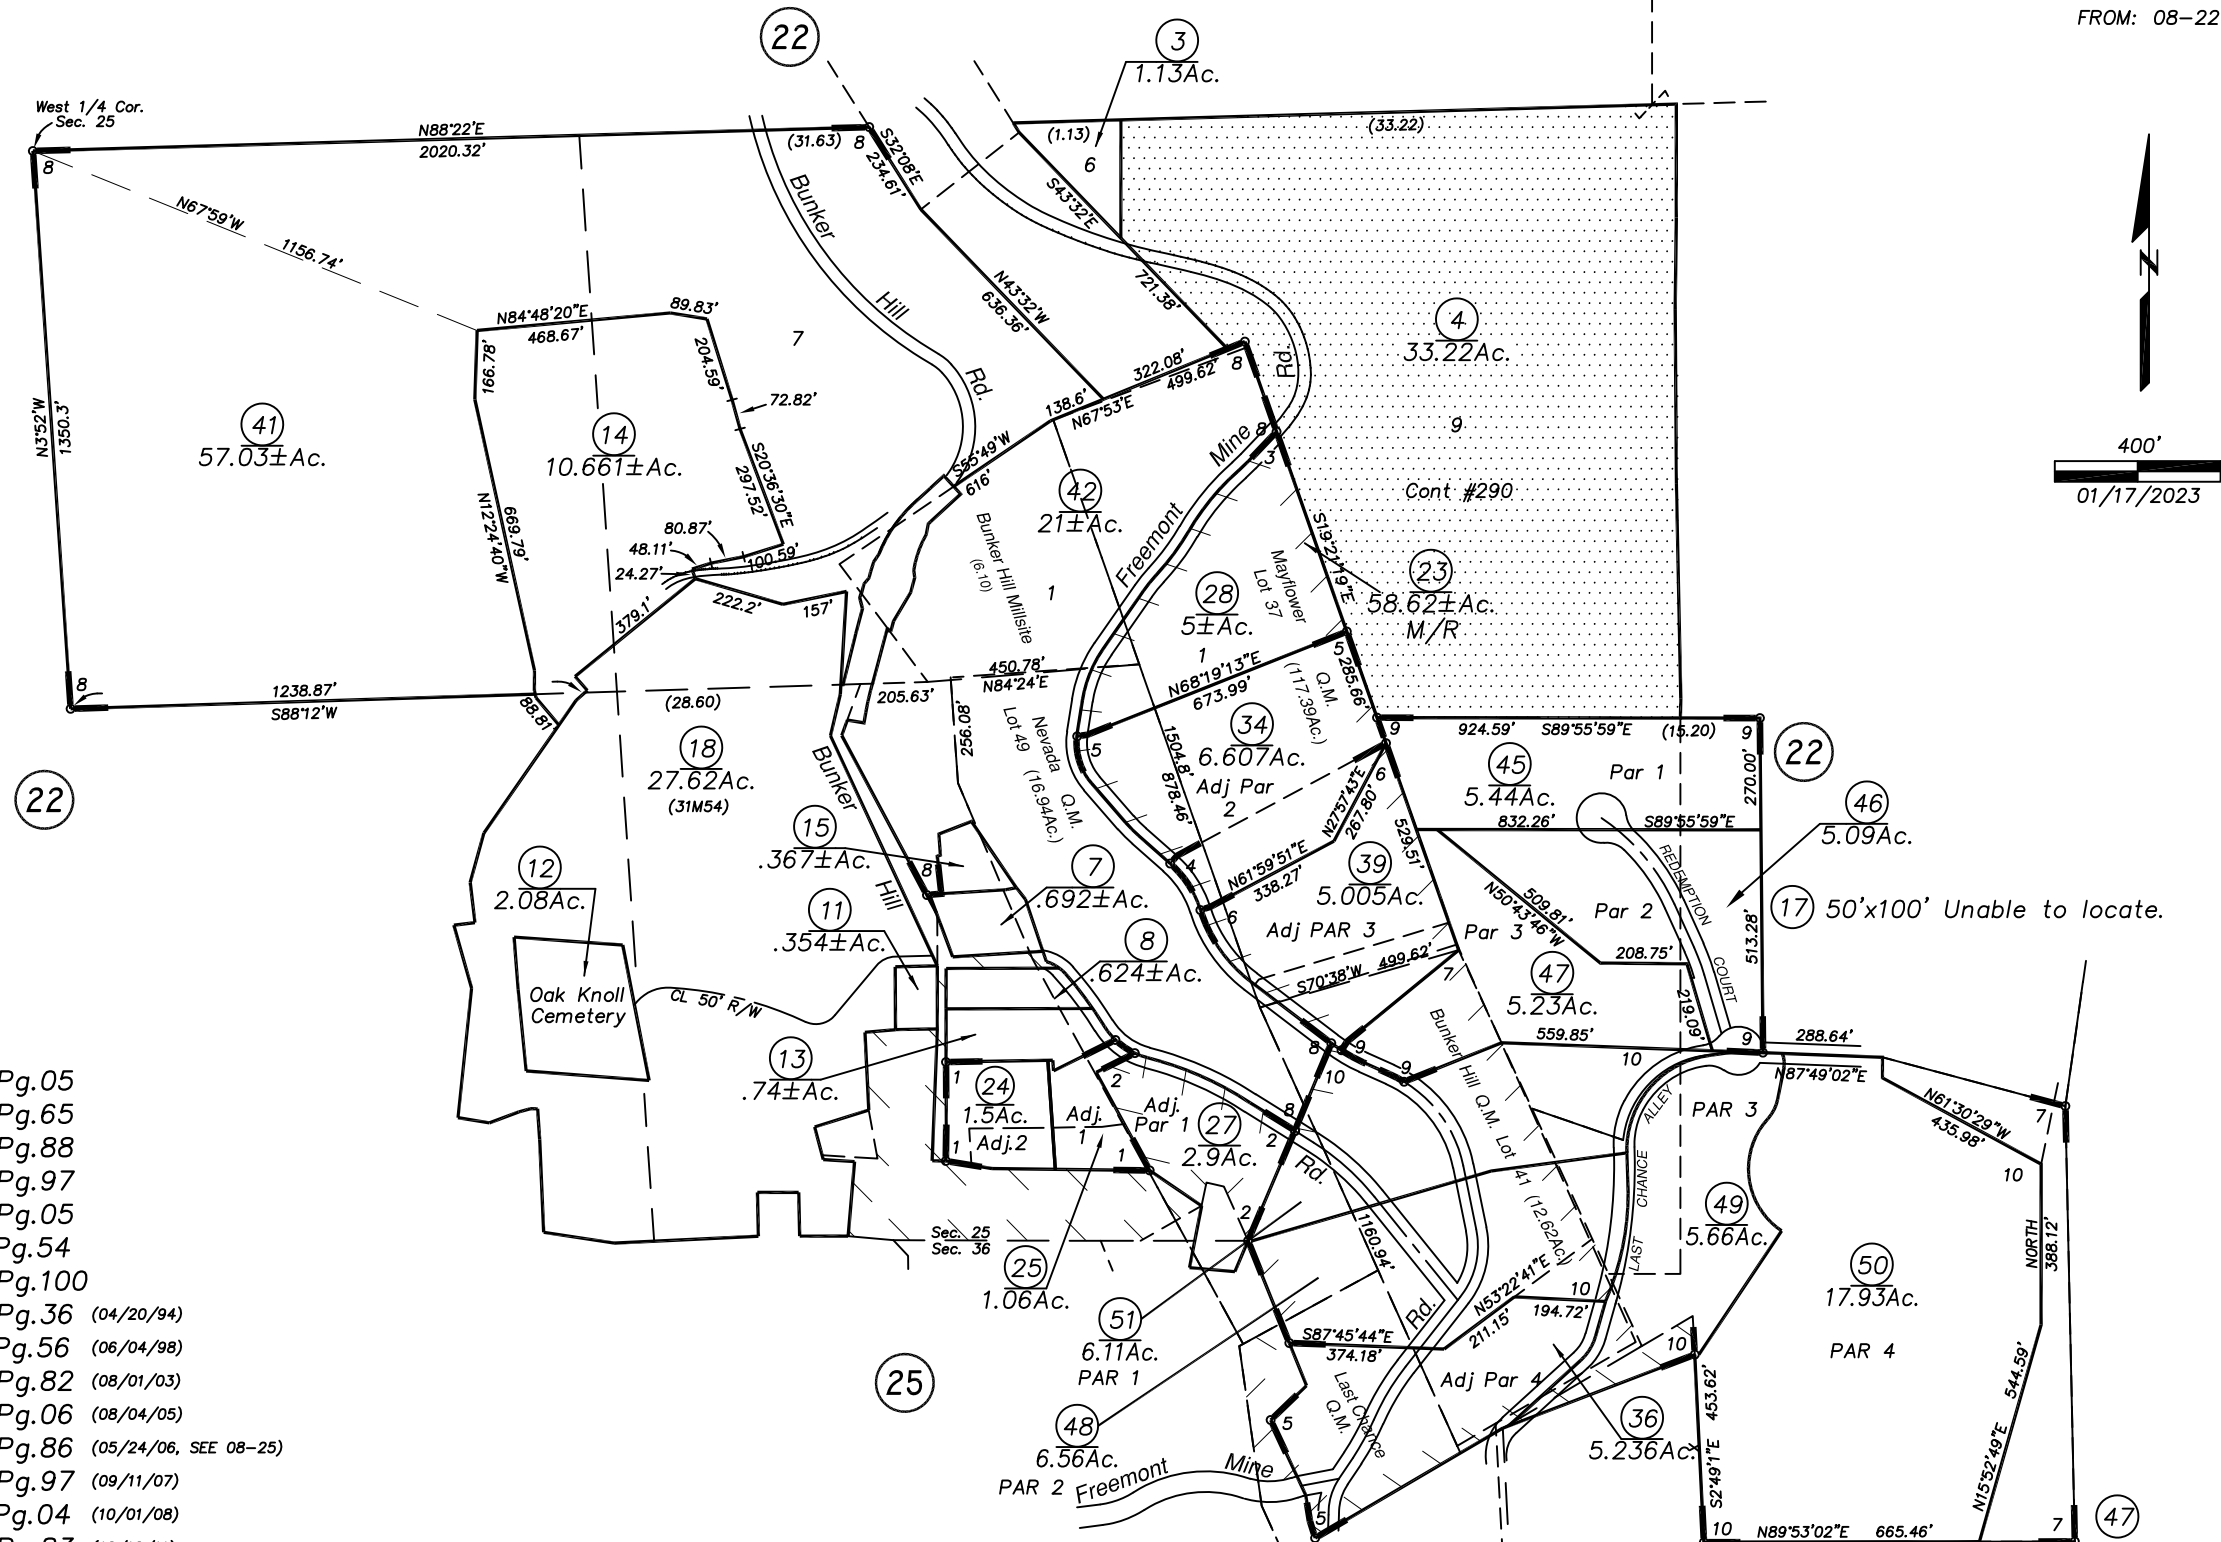 FROM: 08-22
22
3
1.13Ac.
West 1/4 Cor.
Sec. 25
N88°22'E
2020.32'
(31.63)
8
8
S32°08'E
234.61'
(1.13)
6
(33.22)
N67°59'W
1156.74'
Bunker
Hill
Rd.
S43°32'E
721.38'
N43°32'W
636.36'
N84°48'20"E
468.67'
89.83'
166.78'
204.59'
72.82'
7
4
33.22Ac.
9
Cont #290
400'
01/17/2023
N
N3°52'W
1350.3'
41
57.03±Ac.
14
10.661±Ac.
322.08'
499.62'
138.6'
N67°53'E
8
Rd.
Mine
8
3
Freemont
S55°49'W
616'
S20°36'30"E
297.52'
N12°24'40"W
669.79'
80.87'
48.11'
24.27'
100.59'
379.1'
222.2'
157'
42
21±Ac.
Bunker Hill Millsite
(6.10)
1
28
5±Ac.
1
Mayflower
Lot 37
S19°21'19"E
23
58.62±Ac.
M/R
Q.M.
(117.39Ac.)
5
285.66'
N68°19'13"E
673.99'
450.78'
N84°24'E
205.63'
(28.60)
8
1238.87'
S88°12'W
88.81'
256.08'
Nevada Q.M.
Lot 49 (16.94Ac.)
1504.8'
878.46'
5
34
6.607Ac.
Adj Par
2
9
924.59' S89°55'59"E (15.20)
9
22
270.00'
45
5.44Ac.
Par 1
832.26' S89°55'59"E
46
5.09Ac.
22
18
27.62Ac.
(31M54)
Bunker
Hill
15
.367±Ac.
8
7
.692±Ac.
4
6
N27°57'43"E
267.80'
N61°59'51"E
338.27'
6
529.51'
39
5.005Ac.
Adj PAR 3
Par 3
N50°43'46"W
509.81'
Par 2
REDEMPTION
COURT
513.28'
17 50'x100' Unable to locate.
208.75'
219.09'
12
2.08Ac.
Oak Knoll
Cemetery
CL 50' R/W
11
.354±Ac.
8
.624±Ac.
S70°38'W 499.62'
7
47
5.23Ac.
559.85'
10
9
288.64'
N87°49'02"E
8
9
9
10
13
.74±Ac.
1
24
1.5Ac.
Adj.2
Adj.
1
2
Adj.
Par 1
27
2.9Ac.
8
2
1
1
2
Rd.
Bunker Hill Q.M. Lot 41 (12.62Ac.)
LAST CHANCE ALLEY
PAR 3
N61°30'29"W
435.98'
7
10
NORTH
388.12'
49
5.66Ac.
50
17.93Ac.
PAR 4
Sec. 25
Sec. 36
25
1.06Ac.
51
6.11Ac.
PAR 1
25
48
6.56Ac.
PAR 2
1160.94'
N53°22'41"E
211.15'
10
194.72'
S87°45'44"E
374.18'
Rd.
Last Chance
Q.M.
Adj Par 4
5
36
5.236Ac.
10
453.62'
S2°49'1"E
N15°52'49"E
544.59'
Freemont Mine
5
10
N89°53'02"E 665.46'
7
47
Pg.05
Pg.65
Pg.88
Pg.97
Pg.05
Pg.54
Pg.100
Pg.36 (04/20/94)
Pg.56 (06/04/98)
Pg.82 (08/01/03)
Pg.06 (08/04/05)
Pg.86 (05/24/06, SEE 08-25)
Pg.97 (09/11/07)
Pg.04 (10/01/08)